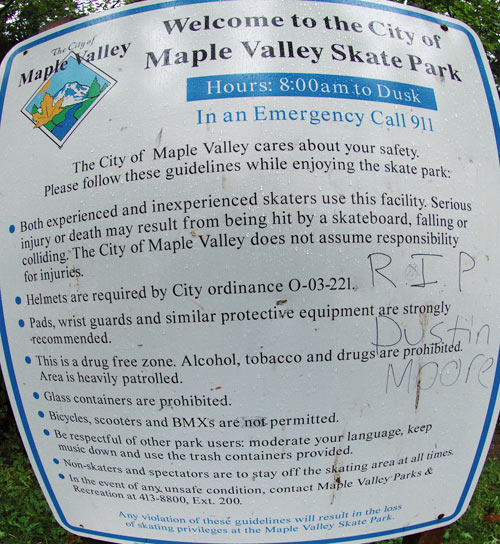 The City of
Maple Valley
Welcome to the City of
Maple Valley Skate Park
Hours: 8:00am to Dusk
In an Emergency Call 911
The City of Maple Valley cares about your safety.
Please follow these guidelines while enjoying the skate park:
• Both experienced and inexperienced skaters use this facility. Serious
injury or death may result from being hit by a skateboard, falling or
colliding. The City of Maple Valley does not assume responsibility
for injuries.
R.I.P
• Helmets are required by City ordinance O-03-221.
• Pads, wrist guards and similar protective equipment are strongly
recommended.
Dustin
Moore
• This is a drug free zone. Alcohol, tobacco and drugs are prohibited.
Area is heavily patrolled.
• Glass containers are prohibited.
• Bicycles, scooters and BMXs are not permitted.
• Be respectful of other park users: moderate your language, keep
music down and use the trash containers provided.
• Non-skaters and spectators are to stay off the skating area at all times.
• In the event of any unsafe condition, contact Maple Valley Parks &
Recreation at 413-8800, Ext. 200.
Any violation of these guidelines will result in the loss
of skating privileges at the Maple Valley Skate Park.